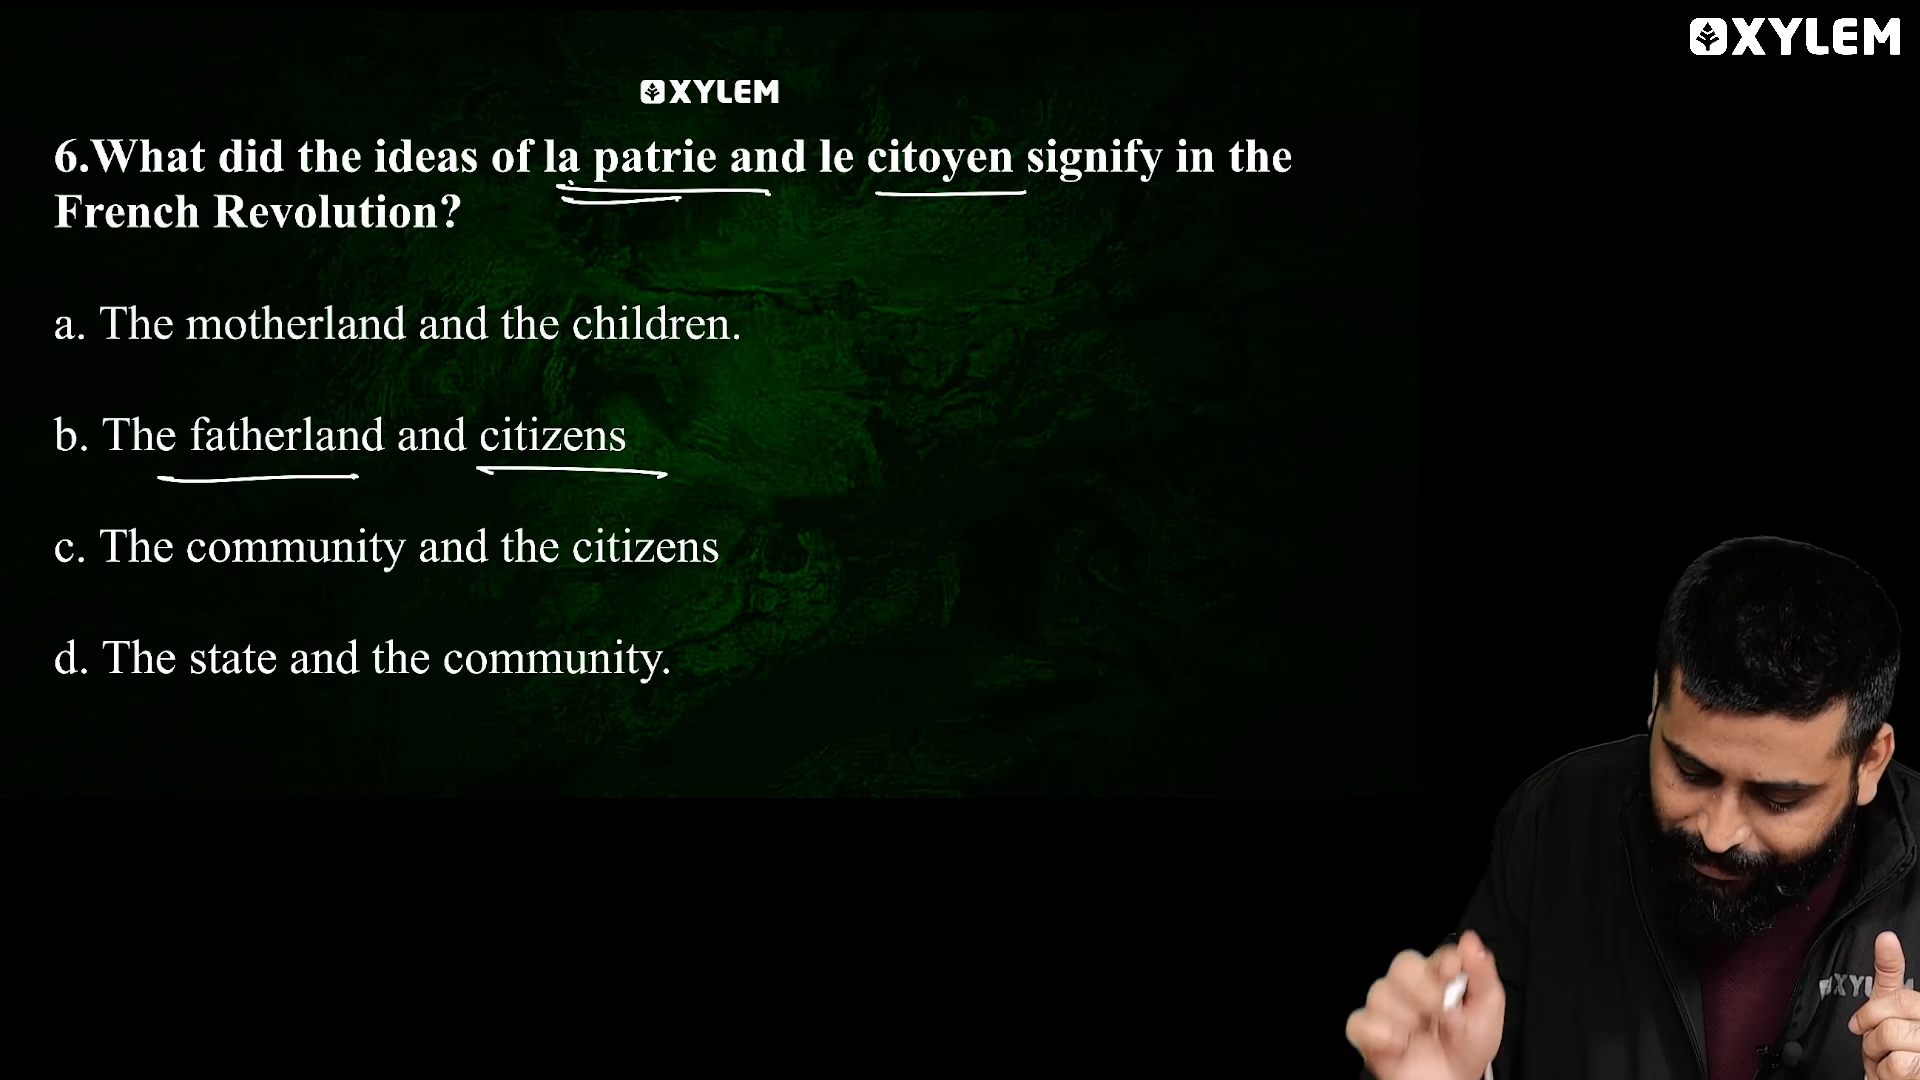 XYLEM
XYLEM
6.What did the ideas of la patrie and le citoyen signify in the
French Revolution?
a. The motherland and the children.
b. The fatherland and citizens
c. The community and the citizens
d. The state and the community.